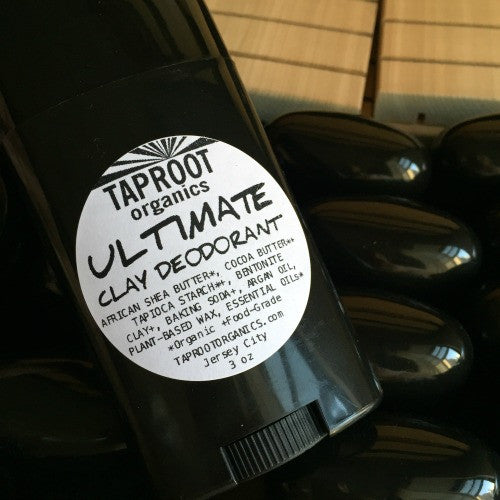 TAPROOT
organics
ULTIMATE
CLAY DEODORANT
AFRICAN SHEA BUTTER*, COCOA BUTTER*+
TAPIOCA STARCH*+, BENTONITE
CLAY+, BAKING SODA+, ARGAN OIL,
PLANT-BASED WAX, ESSENTIAL OILS*
*Organic +Food-Grade
TAPROOTORGANICS.com
Jersey City
3 oz